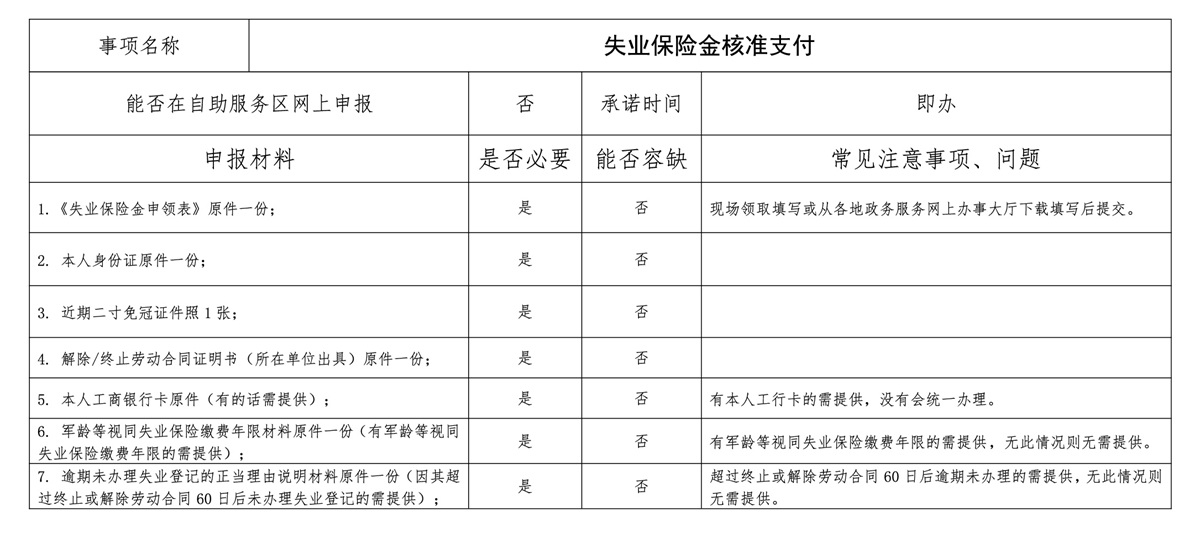 事项名称
失业保险金核准支付
能否在自助服务区网上申报
否
承诺时间
即办
申报材料
是否必要
能否容缺
常见注意事项、问题
1.《失业保险金申领表》原件一份；
是
否
现场领取填写或从各地政务服务网上办事大厅下载填写后提交。
2. 本人身份证原件一份；
是
否
3. 近期二寸免冠证件照1张；
是
否
4. 解除/终止劳动合同证明书（所在单位出具）原件一份；
是
否
5. 本人工商银行卡原件（有的话需提供）；
是
否
有本人工行卡的需提供，没有会统一办理。
6. 军龄等视同失业保险缴费年限材料原件一份（有军龄等视同
失业保险缴费年限的需提供）；
是
否
有军龄等视同失业保险缴费年限的需提供，无此情况则无需提供。
7. 逾期未办理失业登记的正当理由说明材料原件一份（因其超
过终止或解除劳动合同60日后未办理失业登记的需提供）；
是
否
超过终止或解除劳动合同60日后逾期未办理的需提供，无此情况则
无需提供。